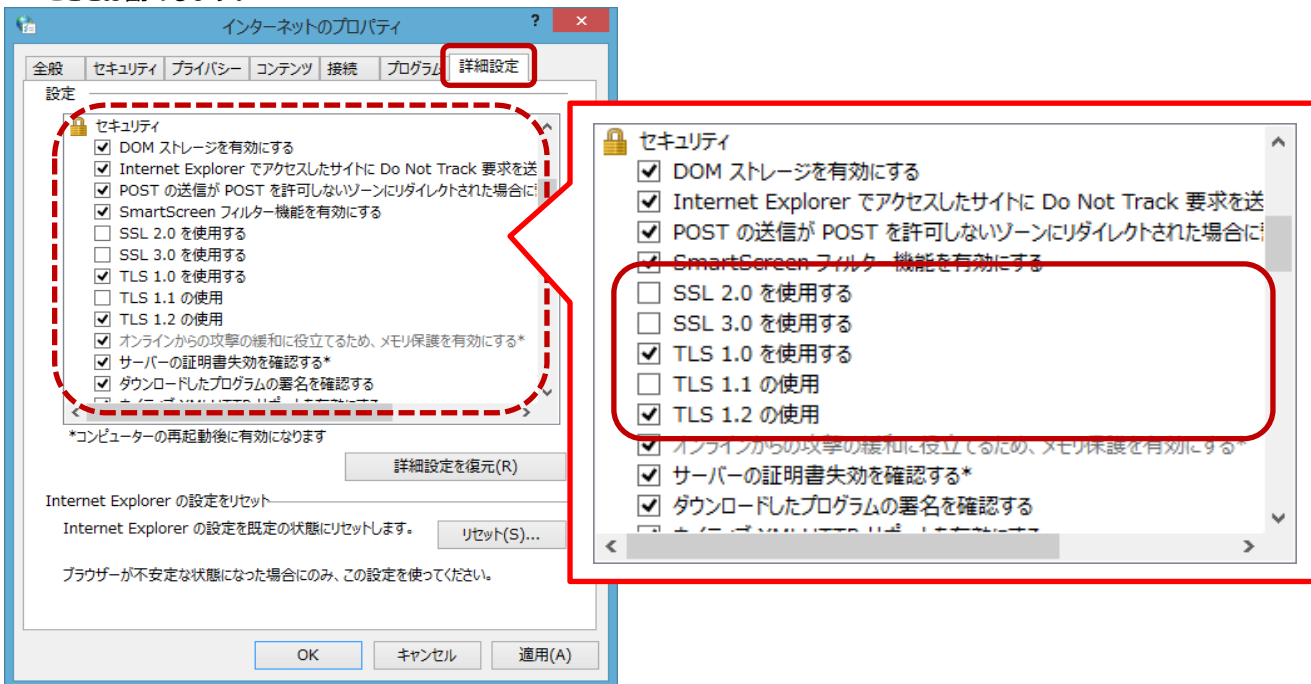 インターネットのプロパティ
?
×
全般 セキュリティ プライバシー コンテンツ 接続 プログラム 詳細設定
設定
セキュリティ
DOM ストレージを有効にする
Internet Explorer でアクセスしたサイトに Do Not Track 要求を送
POST の送信が POST を許可しないゾーンにリダイレクトされた場合に
SmartScreen フィルター機能を有効にする
SSL 2.0 を使用する
SSL 3.0 を使用する
TLS 1.0 を使用する
TLS 1.1 の使用
TLS 1.2 の使用
オンラインからの攻撃の緩和に役立てるため、メモリ保護を有効にする*
サーバーの証明書失効を確認する*
ダウンロードしたプログラムの署名を確認する
*コンピューターの再起動後に有効になります
詳細設定を復元(R)
Internet Explorer の設定をリセット
Internet Explorer の設定を既定の状態にリセットします。
リセット(S)...
ブラウザーが不安定な状態になった場合にのみ、この設定を使ってください。
OK キャンセル 適用(A)
セキュリティ
DOM ストレージを有効にする
Internet Explorer でアクセスしたサイトに Do Not Track 要求を送
POST の送信が POST を許可しないゾーンにリダイレクトされた場合に
SmartScreen フィルター機能を有効にする
SSL 2.0 を使用する
SSL 3.0 を使用する
TLS 1.0 を使用する
TLS 1.1 の使用
TLS 1.2 の使用
オンラインからの攻撃の緩和に役立てるため、メモリ保護を有効にする*
サーバーの証明書失効を確認する*
ダウンロードしたプログラムの署名を確認する